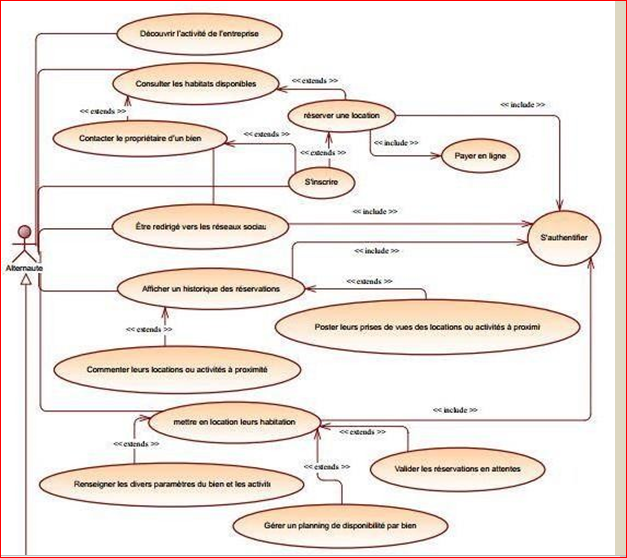 Découvrir l'activité de l'entreprise
Consulter les habitats disponibles
<< extends >>
<< extends >>
réserver une location
<< include >>
Contacter le propriétaire d'un bien
<< extends >>
<< extends >>
<< include >>
Payer en ligne
S'inscrire
<< include >>
Être redirigé vers les réseaux sociau
S'authentifier
<< include >>
Alternaute
Afficher un historique des réservations
<< extends >>
<< extends >>
Poster leurs prises de vues des locations ou activités à proximi
Commenter leurs locations ou activités à proximité
<< include >>
mettre en location leurs habitation
<< extends >>
<< extends >>
<< extends >>
Valider les réservations en attentes
Renseigner les divers paramètres du bien et les activit
Gérer un planning de disponibilité par bien